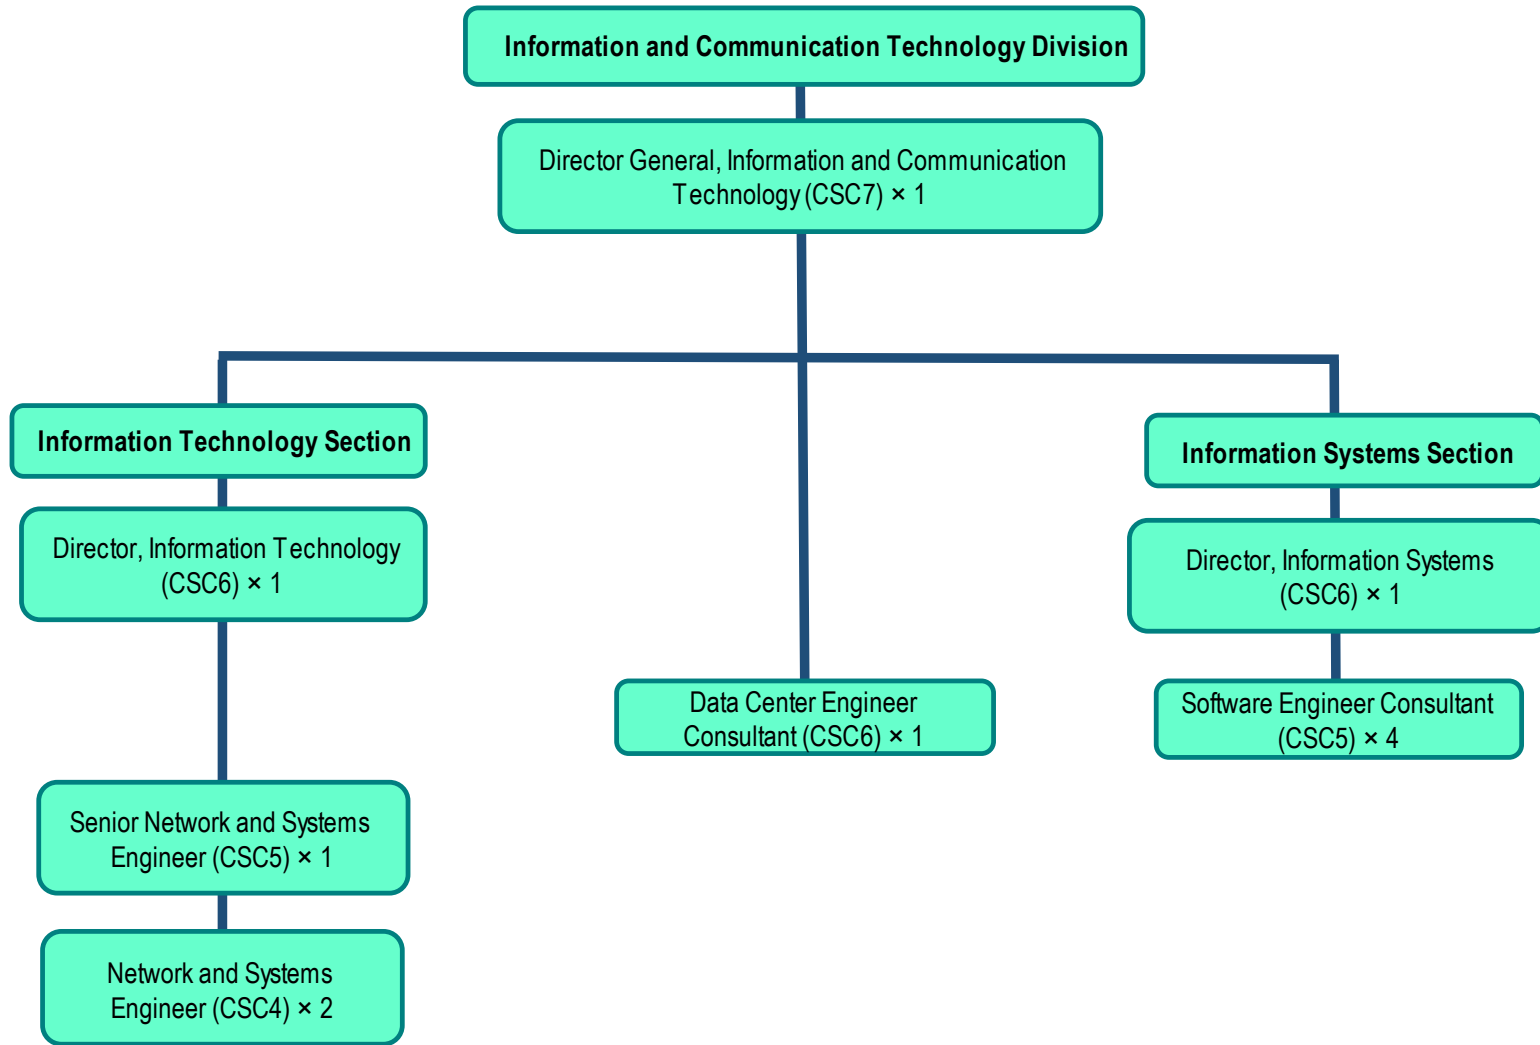 Information and Communication Technology Division
Director General, Information and Communication
Technology (CSC7) × 1
Information Technology Section
Director, Information Technology
(CSC6) × 1
Senior Network and Systems
Engineer (CSC5) × 1
Network and Systems
Engineer (CSC4) × 2
Data Center Engineer
Consultant (CSC6) × 1
Information Systems Section
Director, Information Systems
(CSC6) × 1
Software Engineer Consultant
(CSC5) × 4